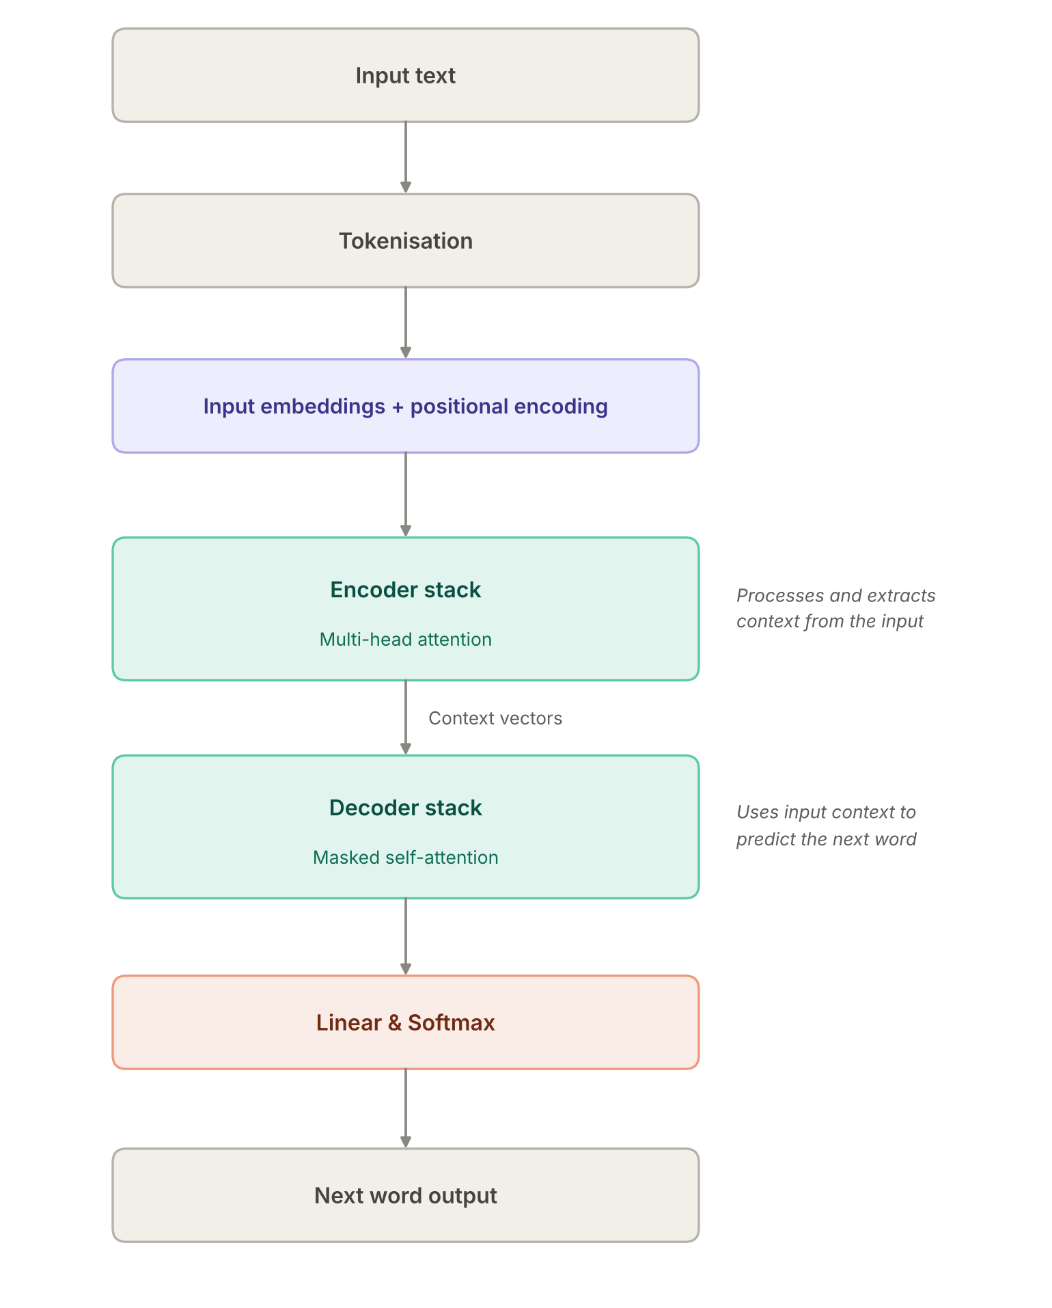 Input text
Tokenisation
Input embeddings + positional encoding
Encoder stack
Multi-head attention
Processes and extracts
context from the input
Context vectors
Decoder stack
Masked self-attention
Uses input context to
predict the next word
Linear & Softmax
Next word output